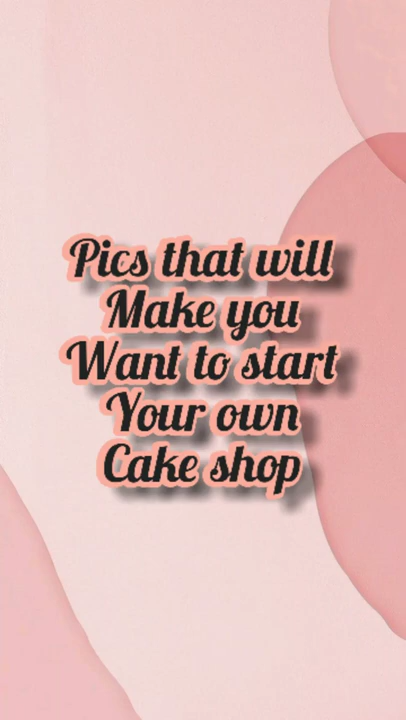 Pics that will
Make you
Want to start
Your own
Cake shop